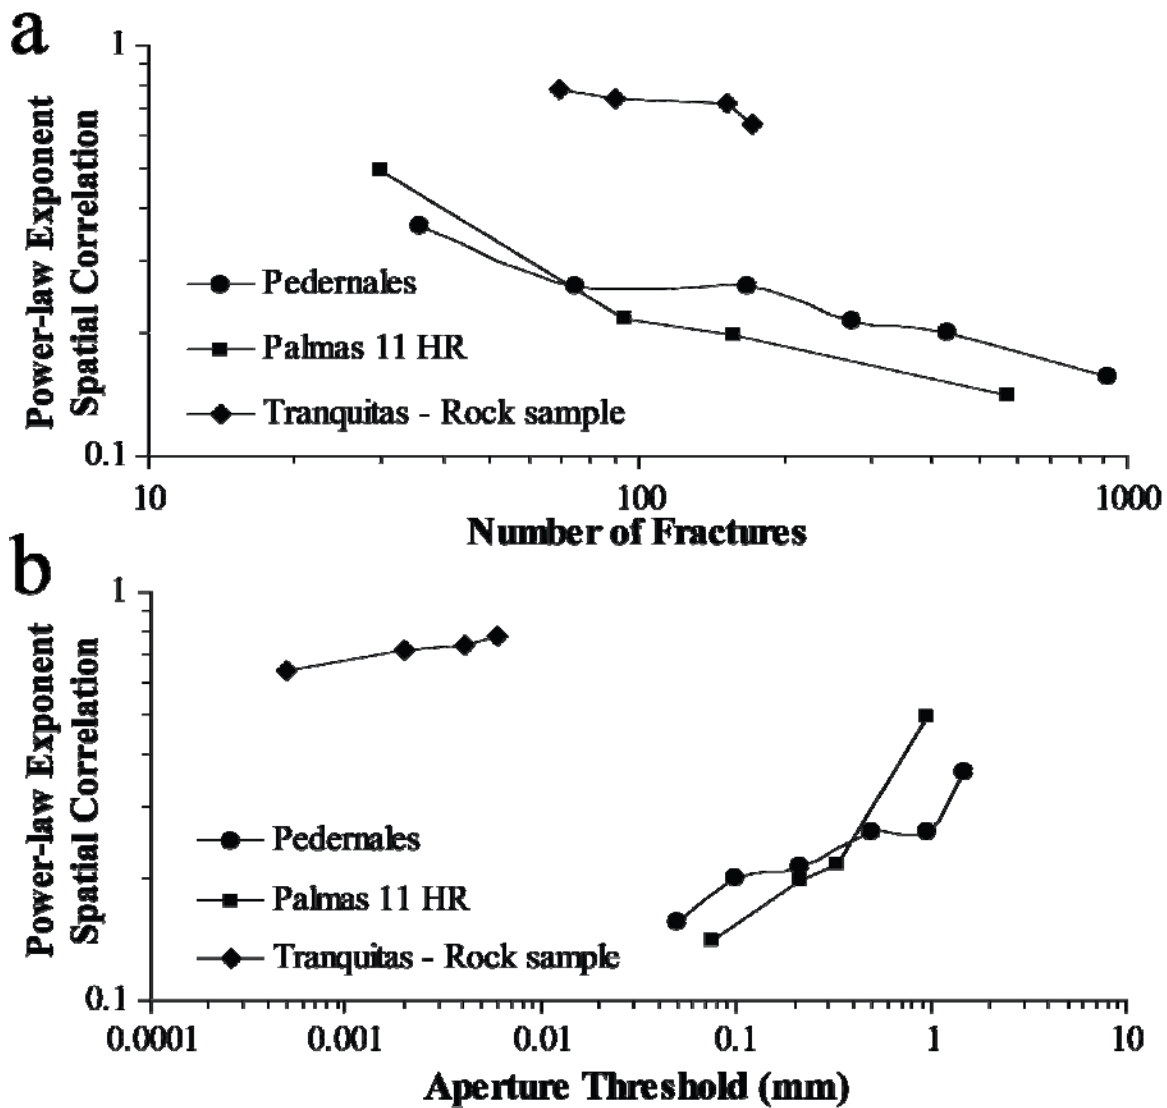 a
1
Power-law Exponent
Spatial Correlation
Pedernales
Palmas 11 HR
Tranquitas - Rock sample
0.1
10
100
1000
Number of Fractures
b
1
Power-law Exponent
Spatial Correlation
Pedernales
Palmas 11 HR
Tranquitas - Rock sample
0.1
0.0001
0.001
0.01
0.1
1
10
Aperture Threshold (mm)